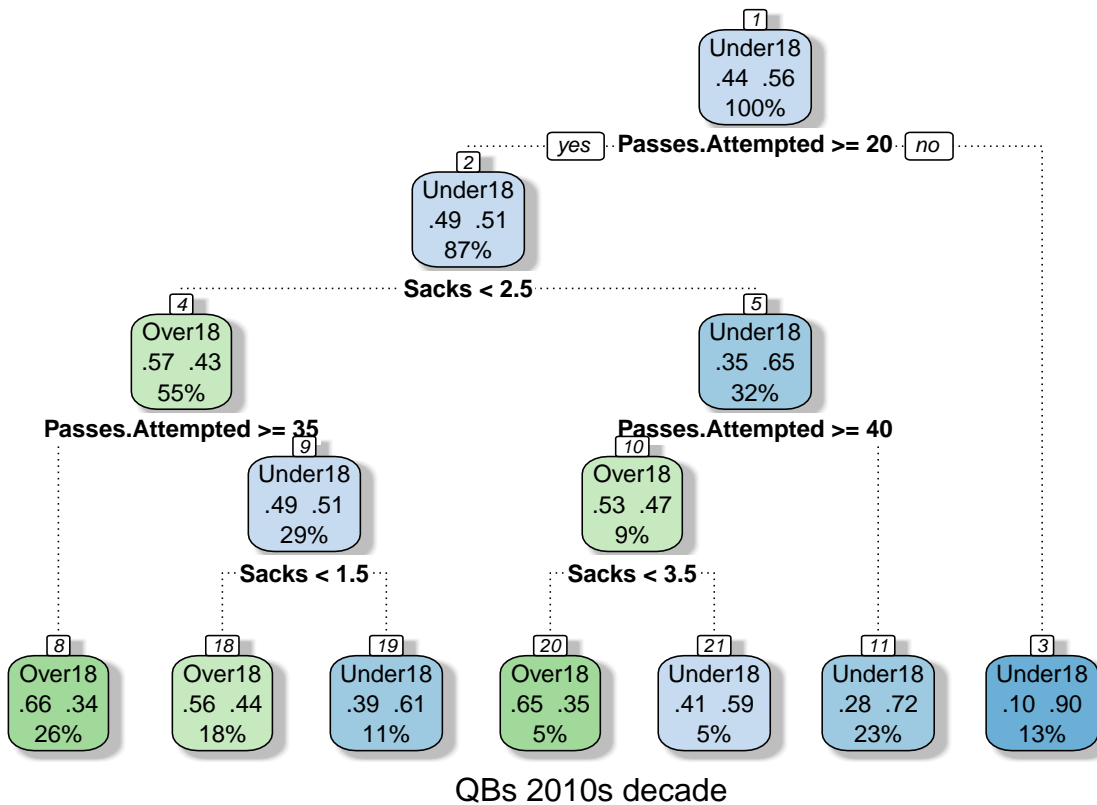 1
Under18
.44 .56
100%
yes Passes.Attempted >= 20 no
2
Under18
.49 .51
87%
Sacks < 2.5
4
Over18
.57 .43
55%
Passes.Attempted >= 35
5
Under18
.35 .65
32%
Passes.Attempted >= 40
9
Under18
.49 .51
29%
Sacks < 1.5
10
Over18
.53 .47
9%
Sacks < 3.5
8
Over18
.66 .34
26%
18
Over18
.56 .44
18%
19
Under18
.39 .61
11%
20
Over18
.65 .35
5%
21
Under18
.41 .59
5%
11
Under18
.28 .72
23%
3
Under18
.10 .90
13%
QBs 2010s decade